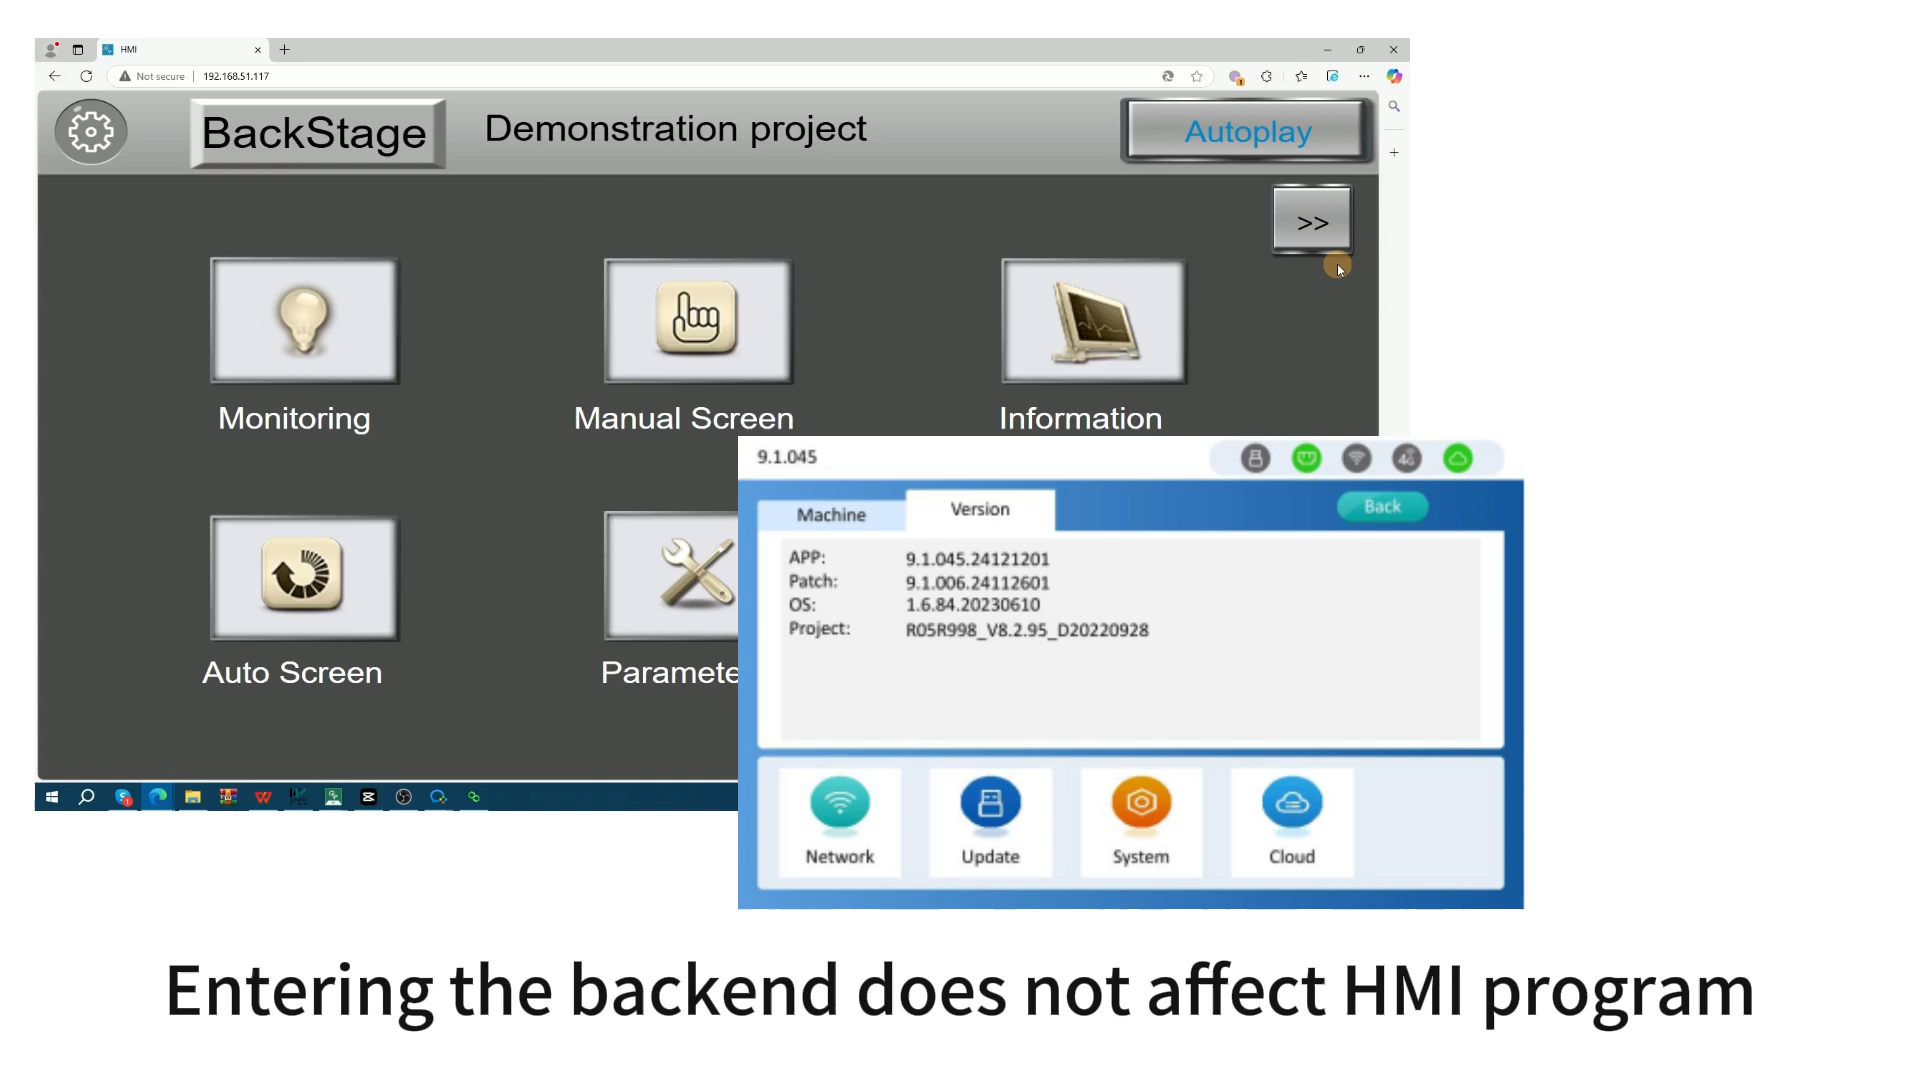 HMI
Not secure
192.168.51.117
BackStage
Demonstration project
Autoplay
>>
Monitoring
Manual Screen
Information
Auto Screen
Paramete
9.1.045
4G
Machine
Version
Back
APP: 9.1.045.24121201
Patch: 9.1.006.24112601
OS: 1.6.84.20230610
Project: R05R998_V8.2.95_D20220928
Network
Update
System
Cloud
Entering the backend does not affect HMI program